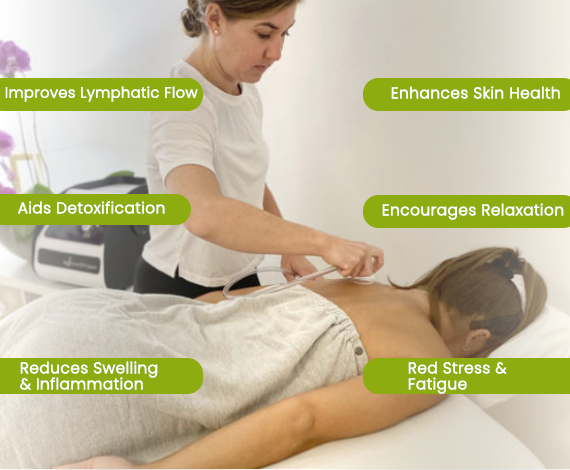 Improves Lymphatic Flow
Enhances Skin Health
Aids Detoxification
Encourages Relaxation
Reduces Swelling
& Inflammation
Red Stress &
Fatigue